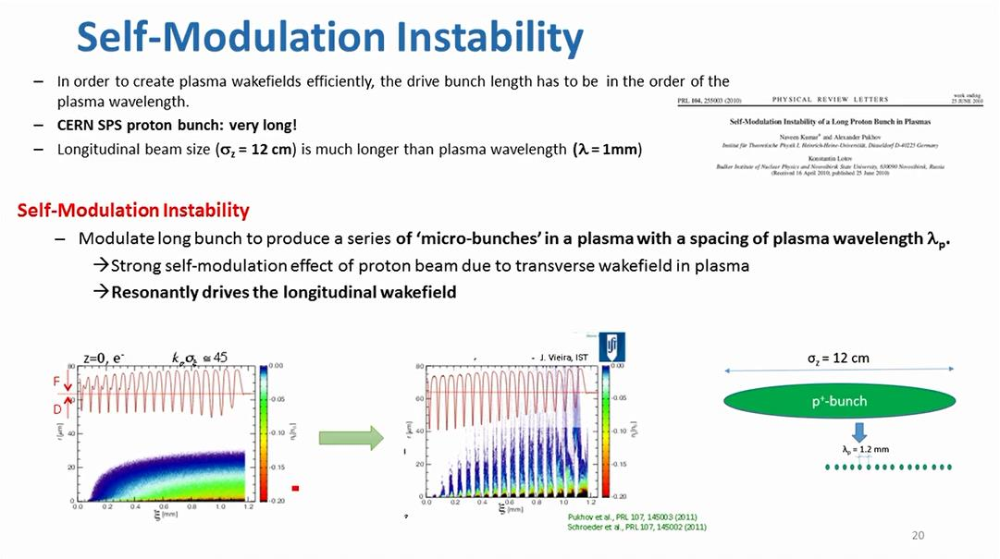 Self-Modulation Instability
– In order to create plasma wakefields efficiently, the drive bunch length has to be in the order of the
plasma wavelength.
– CERN SPS proton bunch: very long!
– Longitudinal beam size (σz = 12 cm) is much longer than plasma wavelength (λ = 1mm)
PRL 104, 255003 (2010) PHYSICAL REVIEW LETTERS week ending
25 JUNE 2010
Self-Modulation Instability of a Long Proton Bunch in Plasmas
Naveen Kumar* and Alexander Pukhov
Institut für Theoretische Physik I, Heinrich-Heine-Universität, Düsseldorf D-40225 Germany
Konstantin Lotov
Budker Institute of Nuclear Physics and Novosibirsk State University, 630090 Novosibirsk, Russia
(Received 16 April 2010; published 25 June 2010)
Self-Modulation Instability
– Modulate long bunch to produce a series of ‘micro-bunches’ in a plasma with a spacing of plasma wavelength λp.
→Strong self-modulation effect of proton beam due to transverse wakefield in plasma
→Resonantly drives the longitudinal wakefield
z=0, e-
F
D
80
60
40
20
0
r[μm]
0.0 0.2 0.4 0.6 0.8 1.0 1.2
ξ [mm]
0.00
-0.05
-0.10
-0.15
-0.20
- J. Vieira, IST
80
60
40
20
0
r [μm]
0.0 0.2 0.4 0.6 0.8 1.0 1.2
ξ [mm]
0.00
-0.05
-0.10
-0.15
-0.20
Pukhov et al., PRL 107, 145003 (2011)
Schroeder et al., PRL 107, 145002 (2011)
σz = 12 cm
p+-bunch
λp = 1.2 mm
20